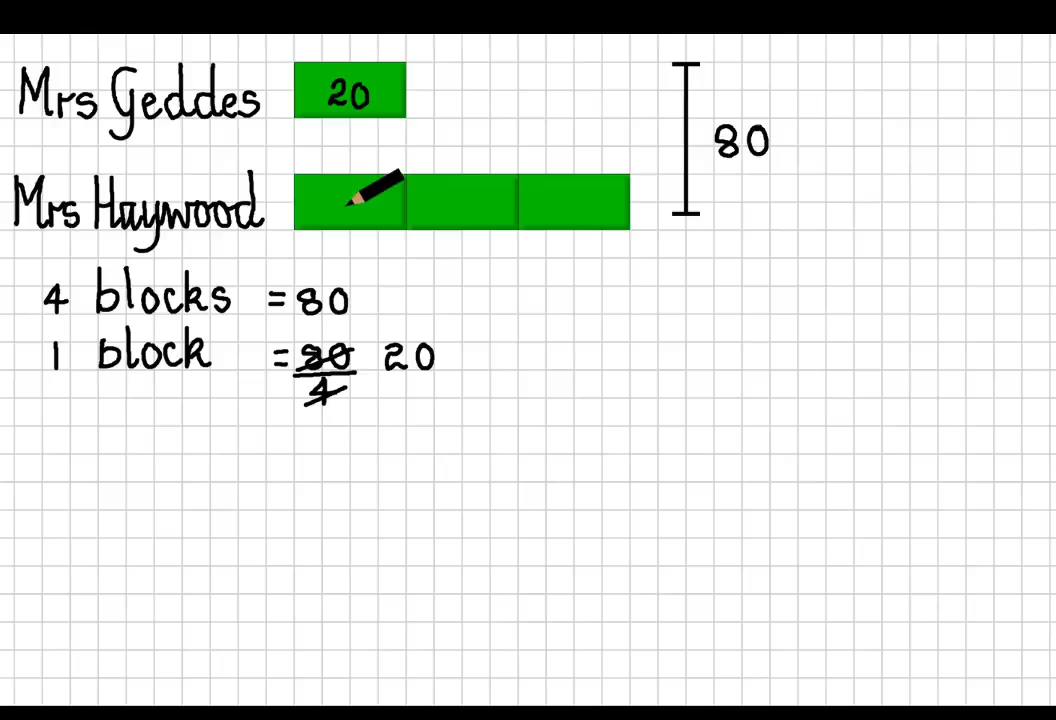 Mrs Geddes 20
80
Mrs Haywood
4 blocks = 80
1 block = 80/4 20